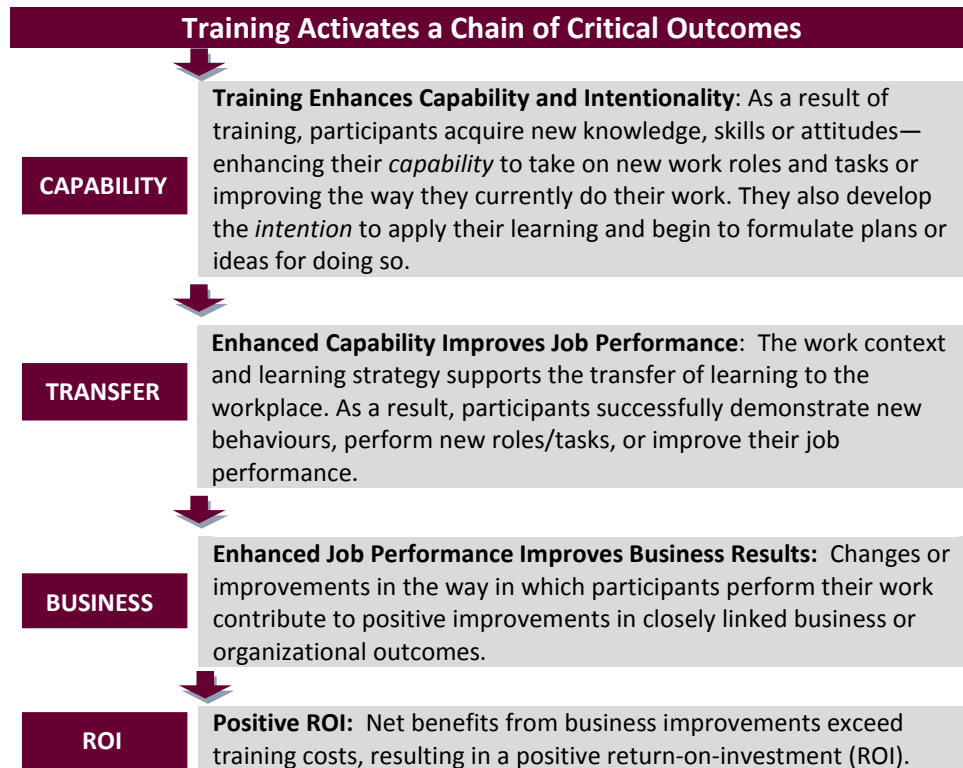 Training Activates a Chain of Critical Outcomes
CAPABILITY
Training Enhances Capability and Intentionality: As a result of
training, participants acquire new knowledge, skills or attitudes—
enhancing their capability to take on new work roles and tasks or
improving the way they currently do their work. They also develop
the intention to apply their learning and begin to formulate plans or
ideas for doing so.
TRANSFER
Enhanced Capability Improves Job Performance:  The work context
and learning strategy supports the transfer of learning to the
workplace. As a result, participants successfully demonstrate new
behaviours, perform new roles/tasks, or improve their job
performance.
BUSINESS
Enhanced Job Performance Improves Business Results:  Changes or
improvements in the way in which participants perform their work
contribute to positive improvements in closely linked business or
organizational outcomes.
ROI
Positive ROI:  Net benefits from business improvements exceed
training costs, resulting in a positive return-on-investment (ROI).